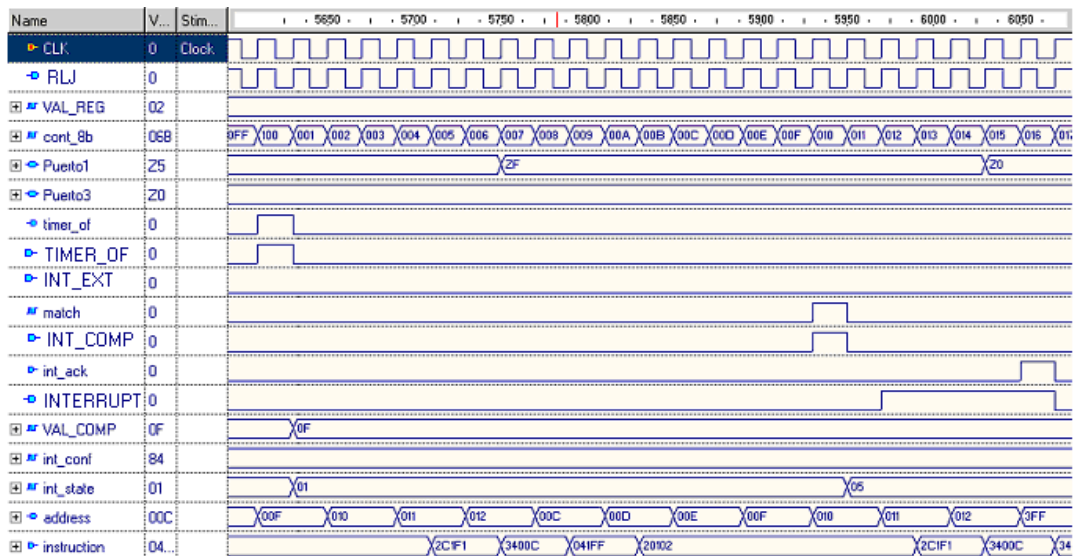 Name V... Stim... 5650 5700 5750 5800 5850 5900 5950 6000 6050
CLK 0 Clock
RLJ 0
VAL_REG 02
cont_8b 06B 0FF 100 001 002 003 004 005 006 007 008 009 00A 00B 00C 00D 00E 00F 010 011 012 013 014 015 016 017
Puerto1 Z5 ZF Z0
Puerto3 Z0
timer_of 0
TIMER_OF 0
INT_EXT 0
match 0
INT_COMP 0
int_ack 0
INTERRUPT 0
VAL_COMP 0F 0F
int_conf 84
int_state 01 01 05
address 00C 00F 010 011 012 00C 00D 00E 00F 010 011 012 3FF
instruction 04... 2C1F1 3400C 041FF 20102 2C1F1 3400C 34